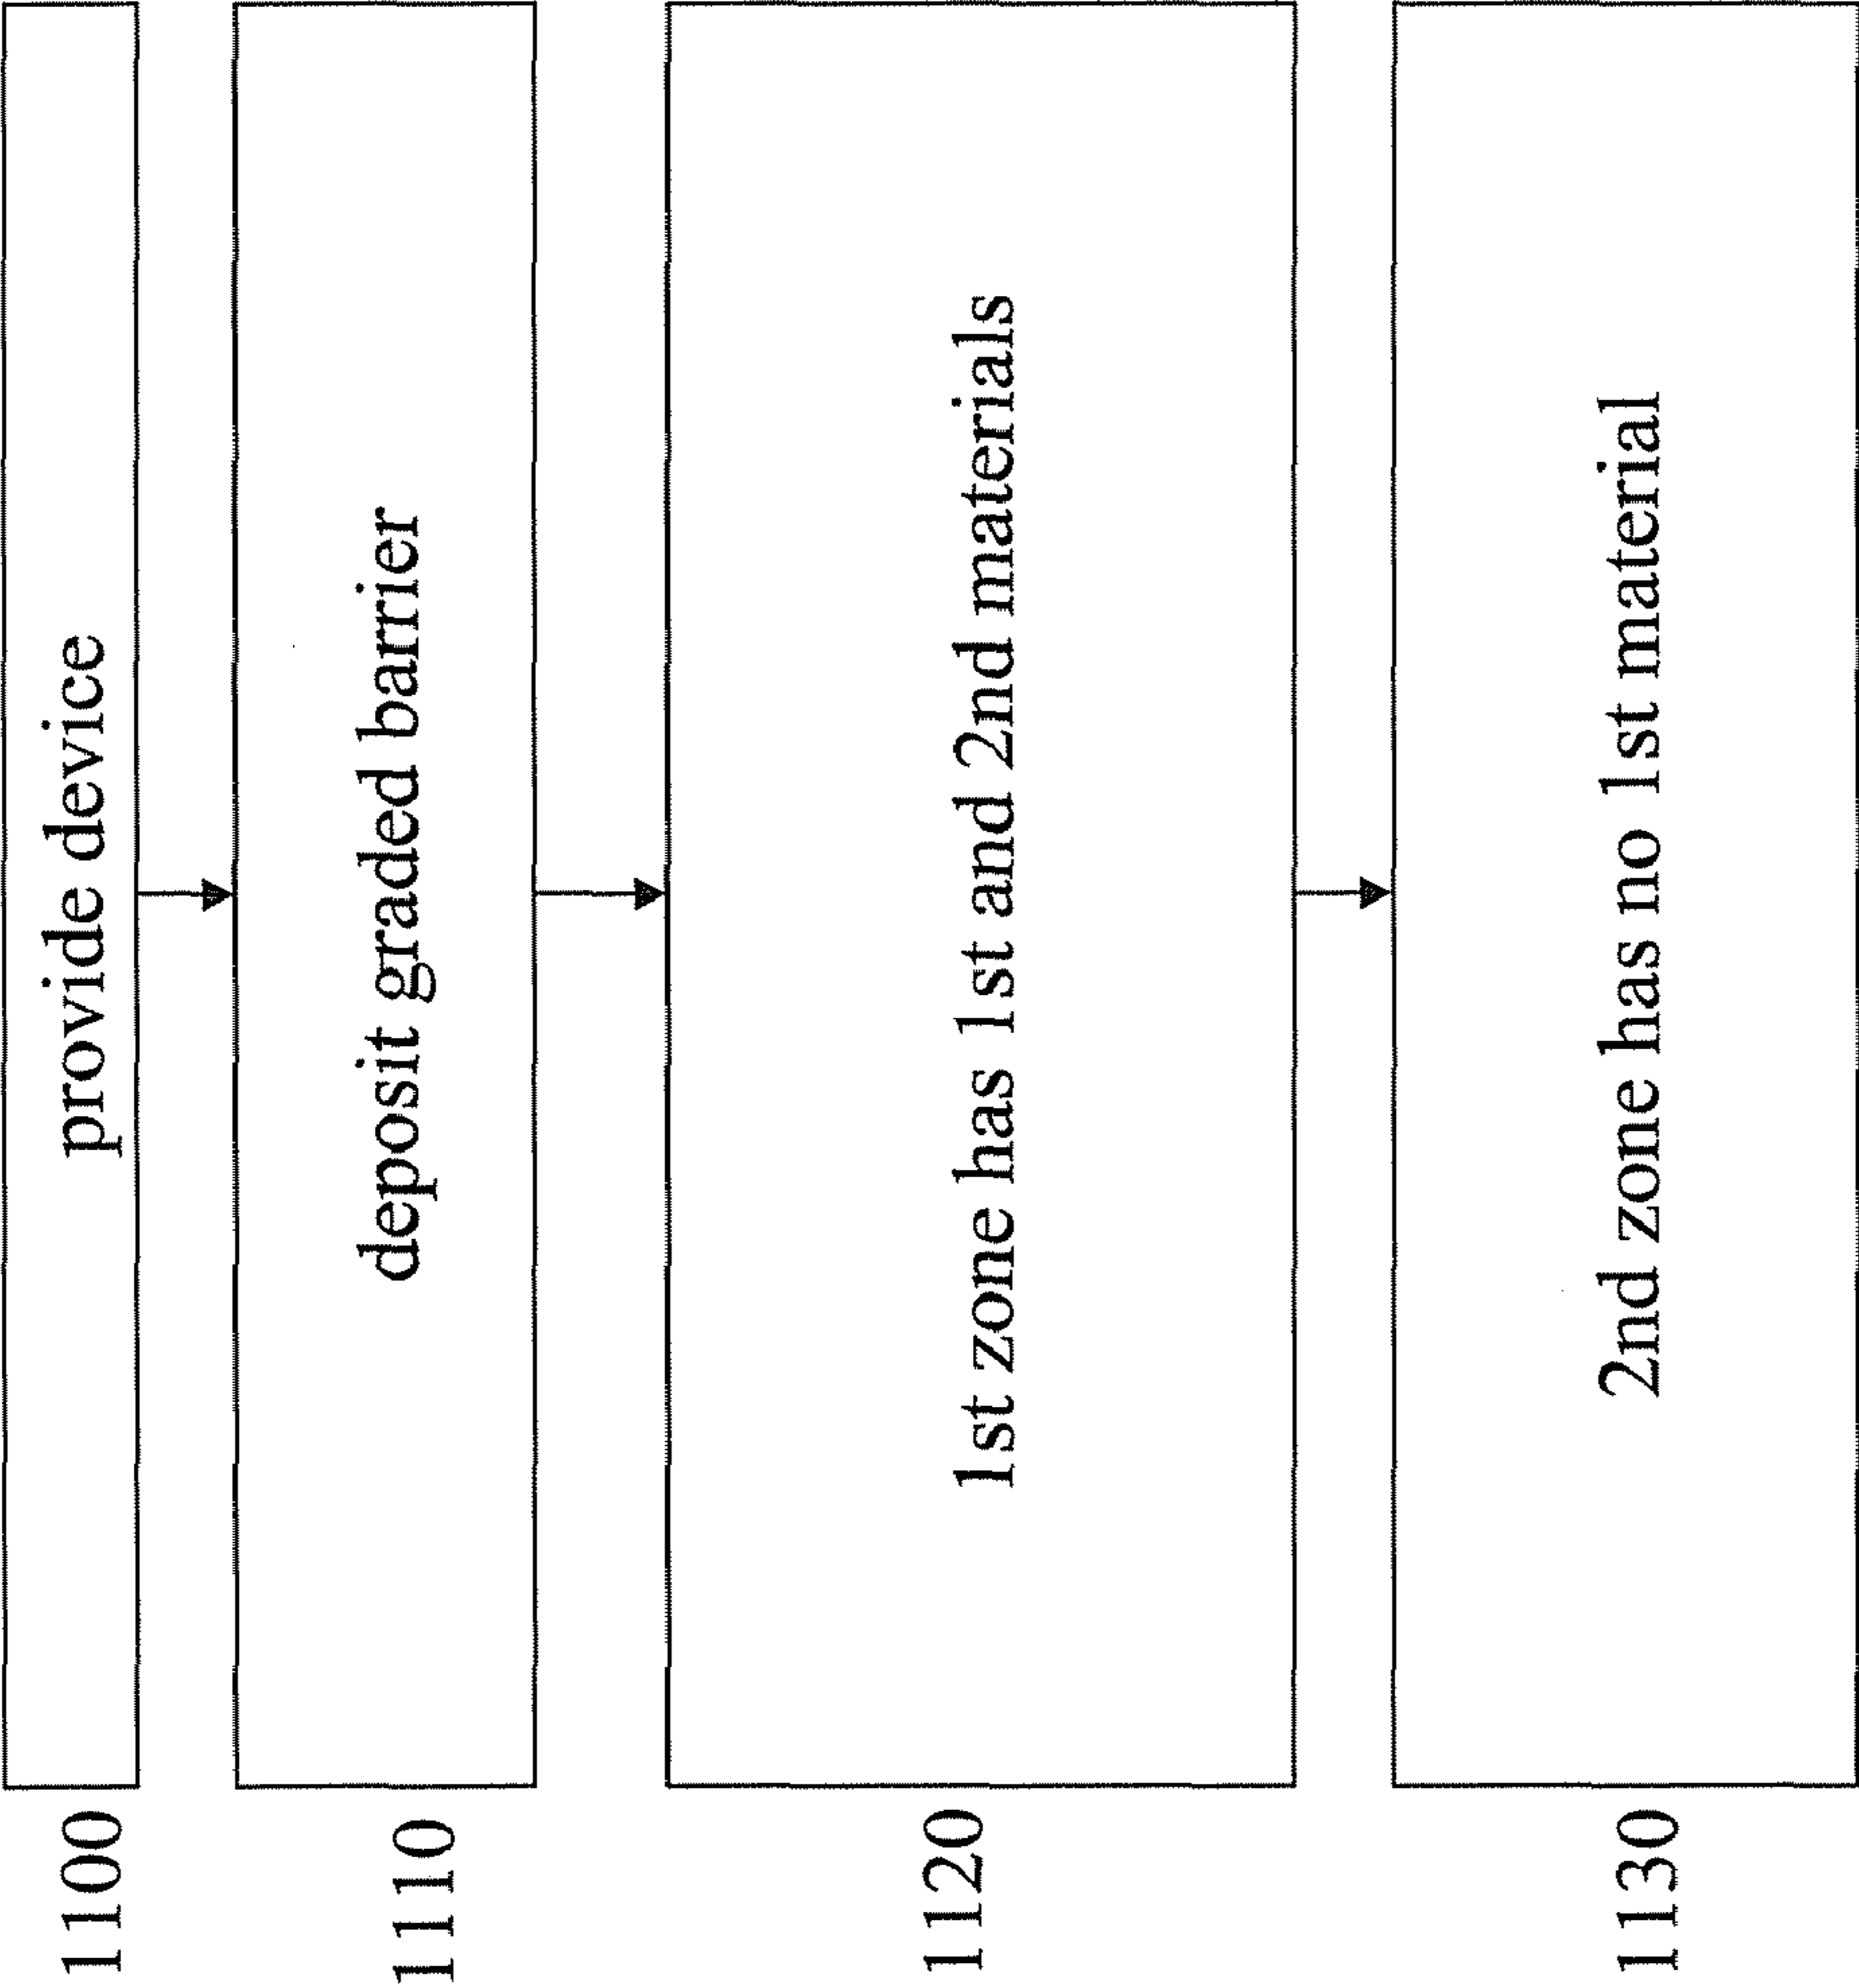 1100 provide device
1110 deposit graded barrier
1120 1st zone has 1st and 2nd materials
1130 2nd zone has no 1st material